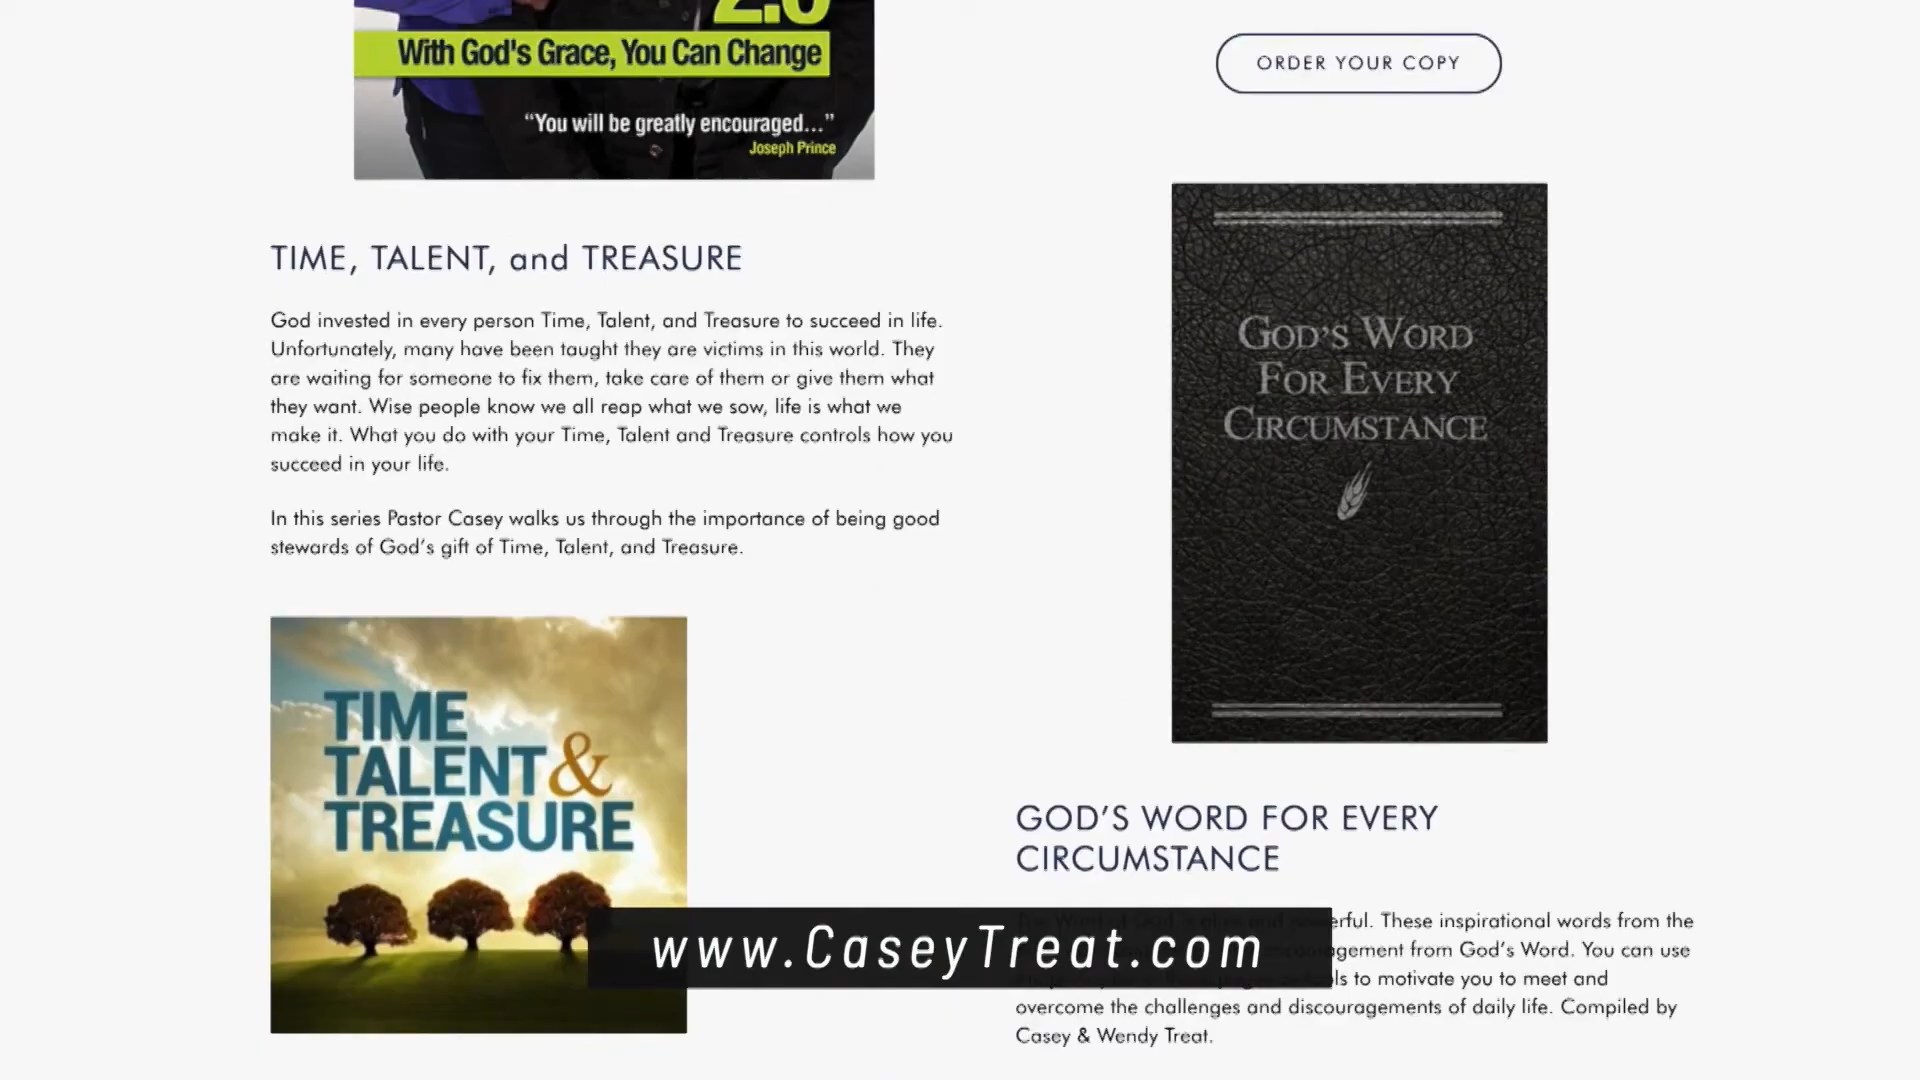 2.0
With God's Grace, You Can Change
“You will be greatly encouraged...”
Joseph Prince
TIME, TALENT, and TREASURE
God invested in every person Time, Talent, and Treasure to succeed in life.
Unfortunately, many have been taught they are victims in this world. They
are waiting for someone to fix them, take care of them or give them what
they want. Wise people know we all reap what we sow, life is what we
make it. What you do with your Time, Talent and Treasure controls how you
succeed in your life.
In this series Pastor Casey walks us through the importance of being good
stewards of God’s gift of Time, Talent, and Treasure.
TIME
TALENT &
TREASURE
ORDER YOUR COPY
GOD’S WORD
FOR EVERY
CIRCUMSTANCE
GOD’S WORD FOR EVERY
CIRCUMSTANCE
These inspirational words from the
from God’s Word. You can use
to motivate you to meet and
overcome the challenges and discouragements of daily life. Compiled by
Casey & Wendy Treat.
www.CaseyTreat.com